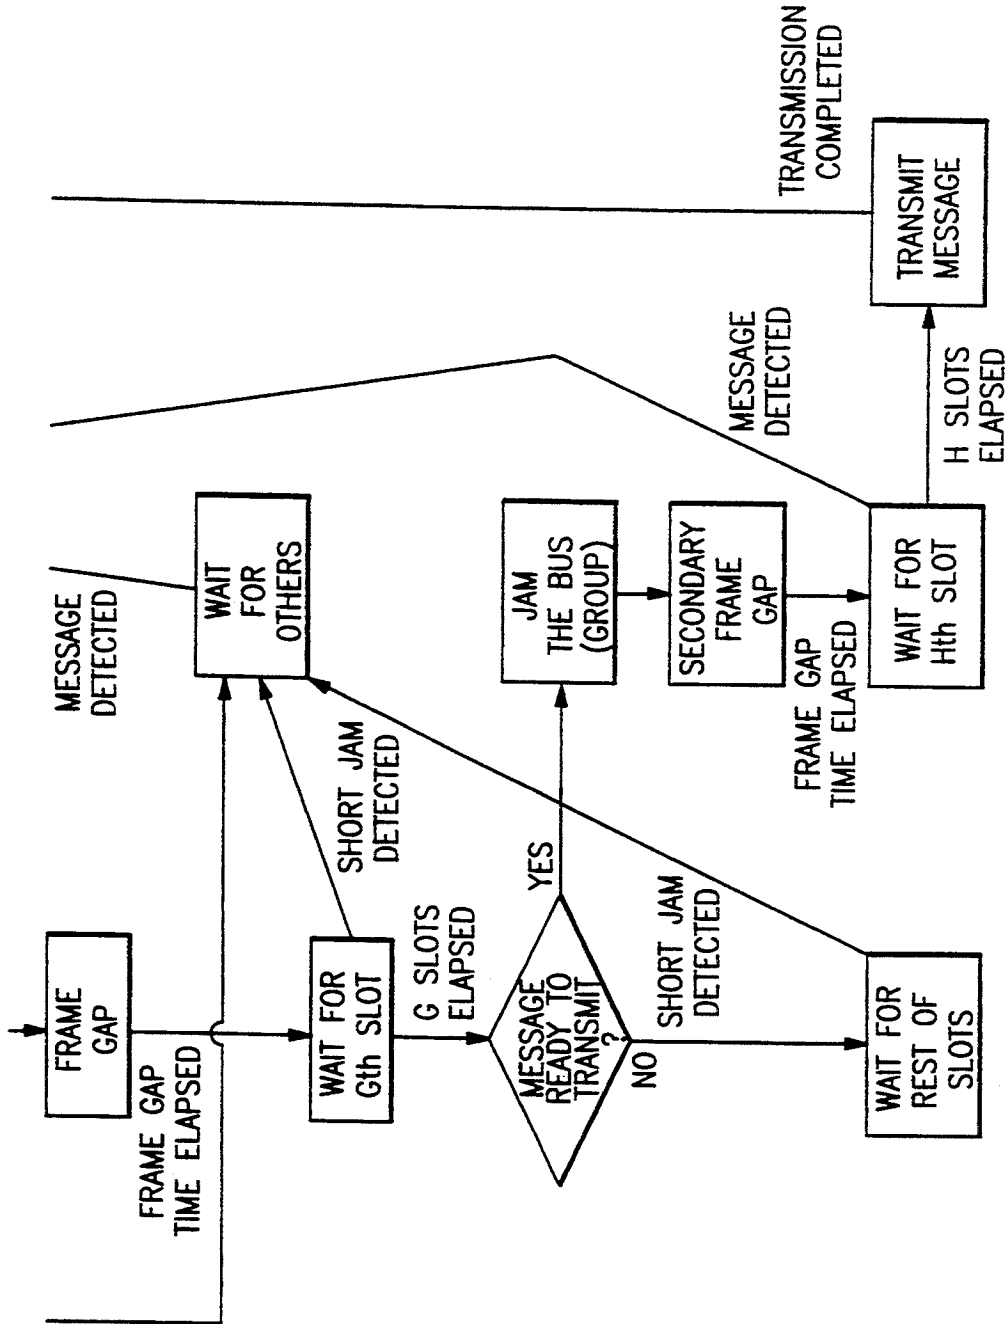 FRAME
GAP
FRAME GAP
TIME ELAPSED
WAIT FOR
Gth SLOT
G SLOTS
ELAPSED
SHORT JAM
DETECTED
MESSAGE
DETECTED
WAIT
FOR
OTHERS
MESSAGE
READY TO
TRANSMIT
?
YES
NO
SHORT JAM
DETECTED
WAIT FOR
REST OF
SLOTS
JAM
THE BUS
(GROUP)
SECONDARY
FRAME
GAP
FRAME GAP
TIME ELAPSED
WAIT FOR
Hth SLOT
MESSAGE
DETECTED
H SLOTS
ELAPSED
TRANSMIT
MESSAGE
TRANSMISSION
COMPLETED